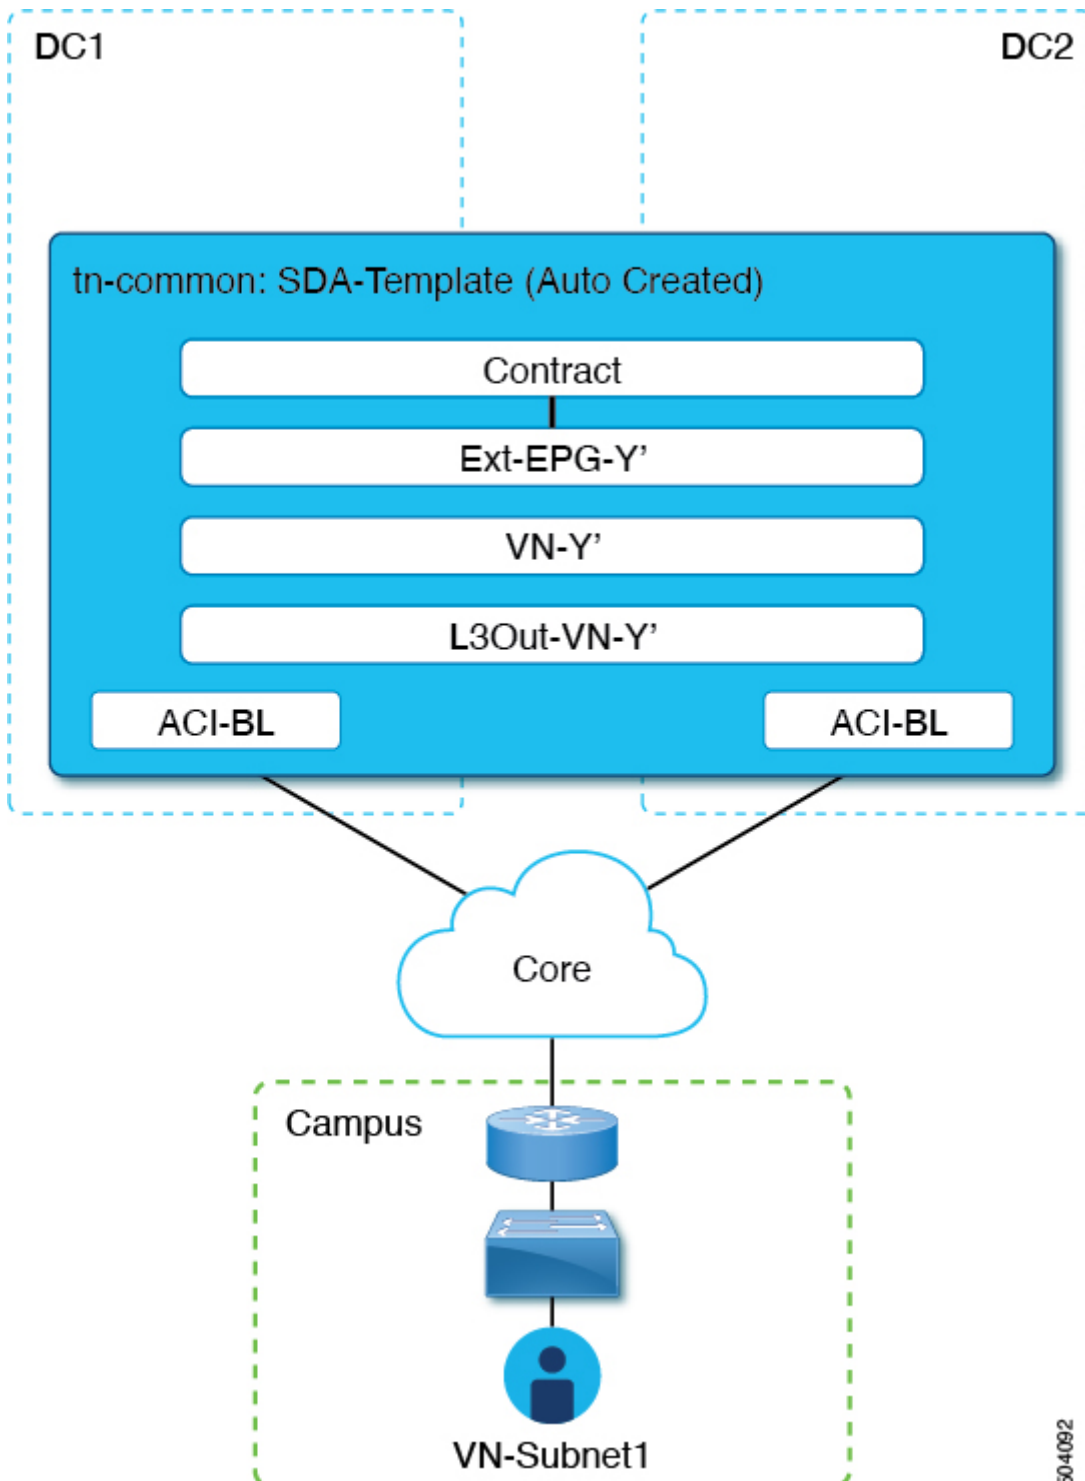 DC1
DC2
tn-common: SDA-Template (Auto Created)
Contract
Ext-EPG-Y’
VN-Y’
L3Out-VN-Y’
ACI-BL
ACI-BL
Core
Campus
VN-Subnet1
504092